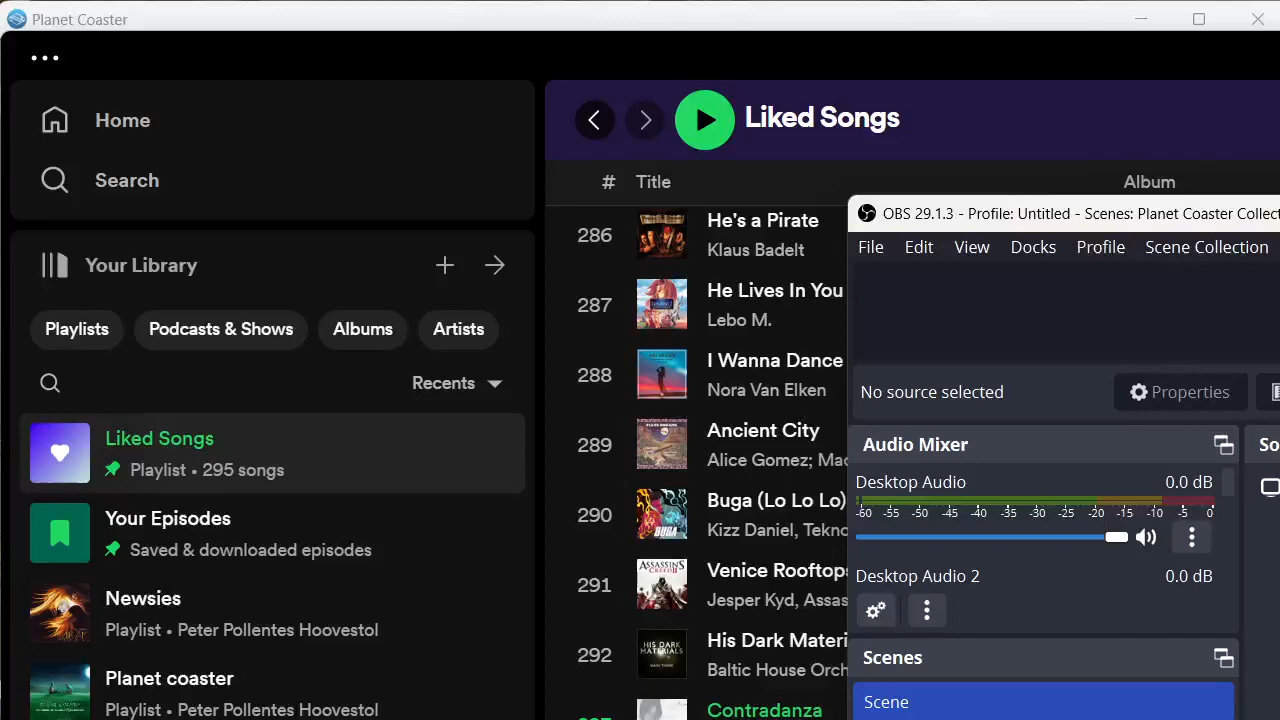 Planet Coaster
Home
Search
Your Library
Playlists
Podcasts & Shows
Albums
Artists
Recents
Liked Songs
Playlist • 295 songs
Your Episodes
Saved & downloaded episodes
Newsies
Playlist • Peter Pollentes Hoovestol
Planet coaster
Playlist • Peter Pollentes Hoovestol
Liked Songs
# Title Album
286 He's a Pirate
Klaus Badelt
287 He Lives In You
Lebo M.
288 I Wanna Dance
Nora Van Elken
289 Ancient City
Alice Gomez;
290 Buga (Lo Lo Lo)
Kizz Daniel, Tekno
291 Venice Rooftops
Jesper Kyd,
ASSASSIN'S
CREED II
292 His Dark
Baltic House
HIS DARK
MATERIALS
Contradanza
OBS 29.1.3 - Profile: Untitled - Scenes: Planet Coaster
File Edit View Docks Profile Scene Collection
No source selected
Properties
Audio Mixer
Desktop Audio 0.0 dB
-60 -55 -50 -45 -40 -35 -30 -25 -20 -15 -10 -5 0
Desktop Audio 2 0.0 dB
Scenes
Scene